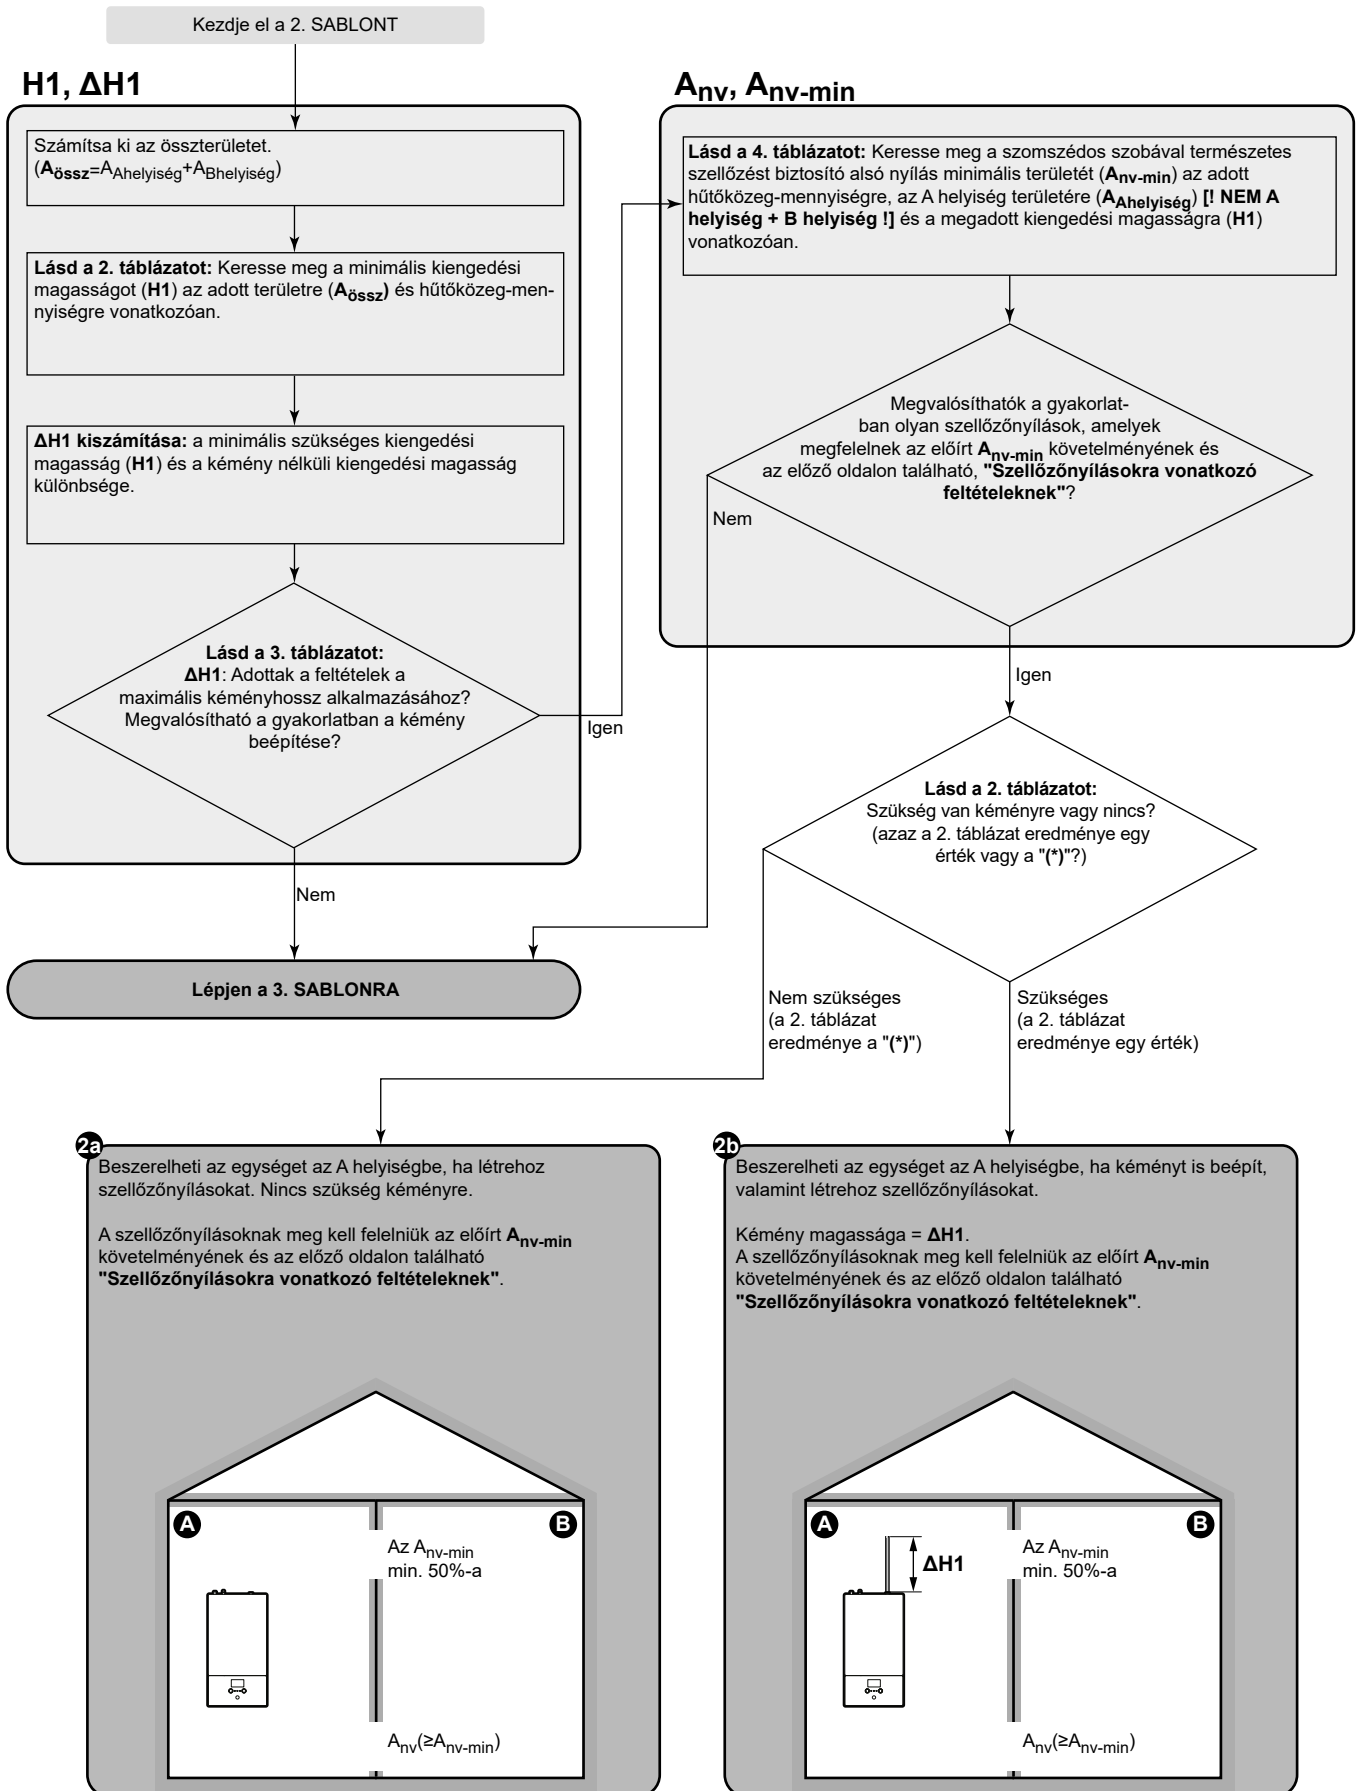 Kezdje el a 2. SABLONT
H1, ΔH1
Számítsa ki az összterületet.
(Aössz=AAhelyiség+ABhelyiség)
Lásd a 2. táblázatot: Keresse meg a minimális kiengedési
magasságot (H1) az adott területre (Aössz) és hűtőközeg-men-
nyiségre vonatkozóan.
ΔH1 kiszámítása: a minimális szükséges kiengedési
magasság (H1) és a kémény nélküli kiengedési magasság
különbsége.
Lásd a 3. táblázatot:
ΔH1: Adottak a feltételek a
maximális kéményhossz alkalmazásához?
Megvalósítható a gyakorlatban a kémény
beépítése?
Igen
Nem
Lépjen a 3. SABLONRA
Anv, Anv-min
Lásd a 4. táblázatot: Keresse meg a szomszédos szobával természetes
szellőzést biztosító alsó nyílás minimális területét (Anv-min) az adott
hűtőközeg-mennyiségre, az A helyiség területére (AAhelyiség) [! NEM A
helyiség + B helyiség !] és a megadott kiengedési magasságra (H1)
vonatkozóan.
Megvalósíthatók a gyakorlat-
ban olyan szellőzőnyílások, amelyek
megfelelnek az előírt Anv-min követelményének és
az előző oldalon található, "Szellőzőnyílásokra vonatkozó
feltételeknek"?
Nem
Igen
Lásd a 2. táblázatot:
Szükség van kéményre vagy nincs?
(azaz a 2. táblázat eredménye egy
érték vagy a "(*)"?)
Nem szükséges
(a 2. táblázat
eredménye a "(*)")
Szükséges
(a 2. táblázat
eredménye egy érték)
2a
Beszerelheti az egységet az A helyiségbe, ha létrehoz
szellőzőnyílásokat. Nincs szükség kéményre.
A szellőzőnyílásoknak meg kell felelniük az előírt Anv-min
követelményének és az előző oldalon található
"Szellőzőnyílásokra vonatkozó feltételeknek".
A
B
Az Anv-min
min. 50%-a
Anv(≥Anv-min)
2b
Beszerelheti az egységet az A helyiségbe, ha kéményt is beépít,
valamint létrehoz szellőzőnyílásokat.
Kémény magassága = ΔH1.
A szellőzőnyílásoknak meg kell felelniük az előírt Anv-min
követelményének és az előző oldalon található
"Szellőzőnyílásokra vonatkozó feltételeknek".
A
B
ΔH1
Az Anv-min
min. 50%-a
Anv(≥Anv-min)